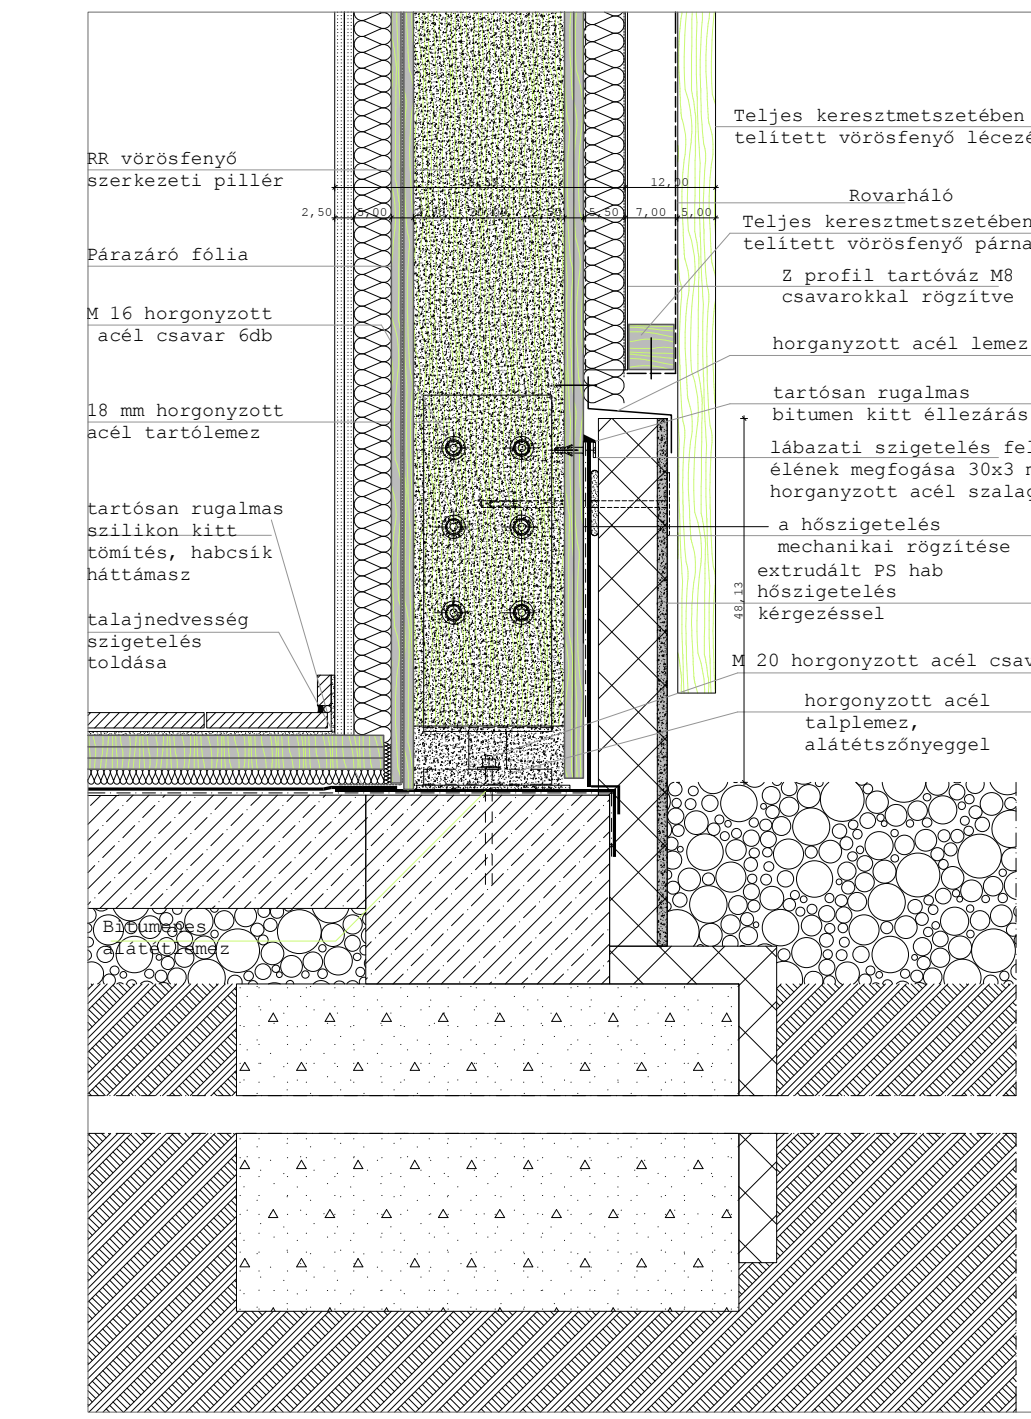 Teljes keresztmetszetében
telített vörösfenyő
RR vörösfenyő
szerkezeti pillér
12,00
2,50 5,00 2,50 5,50 7,00 5,00
Rovarháló
Teljes keresztmetszetében
telített vörösfenyő párna
Párazáró fólia
Z profil tartóváz M8
csavarokkal rögzítve
M 16 horgonyzott
acél csavar 6db
horganyzott acél lemez
18 mm horgonyzott
acél tartólemez
tartósan rugalmas
bitumen kitt éllezárás
lábazati szigetelés
élének megfogása 30x3
horganyzott acél
tartósan rugalmas
szilikon kitt
tömítés, habcsík
háttámasz
a hőszigetelés
mechanikai rögzítése
extrudált PS hab
hőszigetelés
kérgezéssel
48,13
talajnedvesség
szigetelés
toldása
M 20 horgonyzott acél
horgonyzott acél
talplemez,
alátétszőnyeggel
Bitumenes
alátétlemez